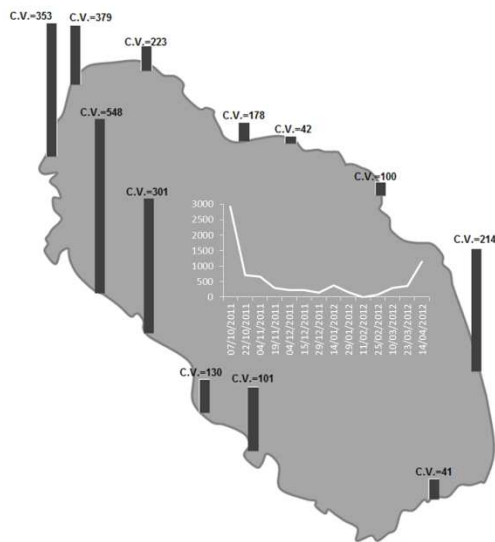 C.V.=353
C.V.=379
C.V.=223
C.V.=548
C.V.=178
C.V.=42
C.V.=100
C.V.=301
C.V.=214
3000
2500
2000
1500
1000
500
0
07/10/2011
22/10/2011
04/11/2011
19/11/2011
04/12/2011
15/12/2011
29/12/2011
14/01/2012
29/01/2012
11/02/2012
25/02/2012
10/03/2012
23/03/2012
14/04/2012
C.V.=130
C.V.=101
C.V.=41